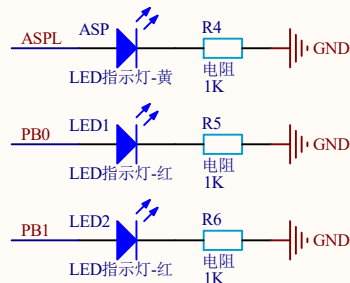 ASPL ASP R4 GND
LED指示灯-黄 电阻
1K
PB0 LED1 R5 GND
LED指示灯-红 电阻
1K
PB1 LED2 R6 GND
LED指示灯-红 电阻
1K